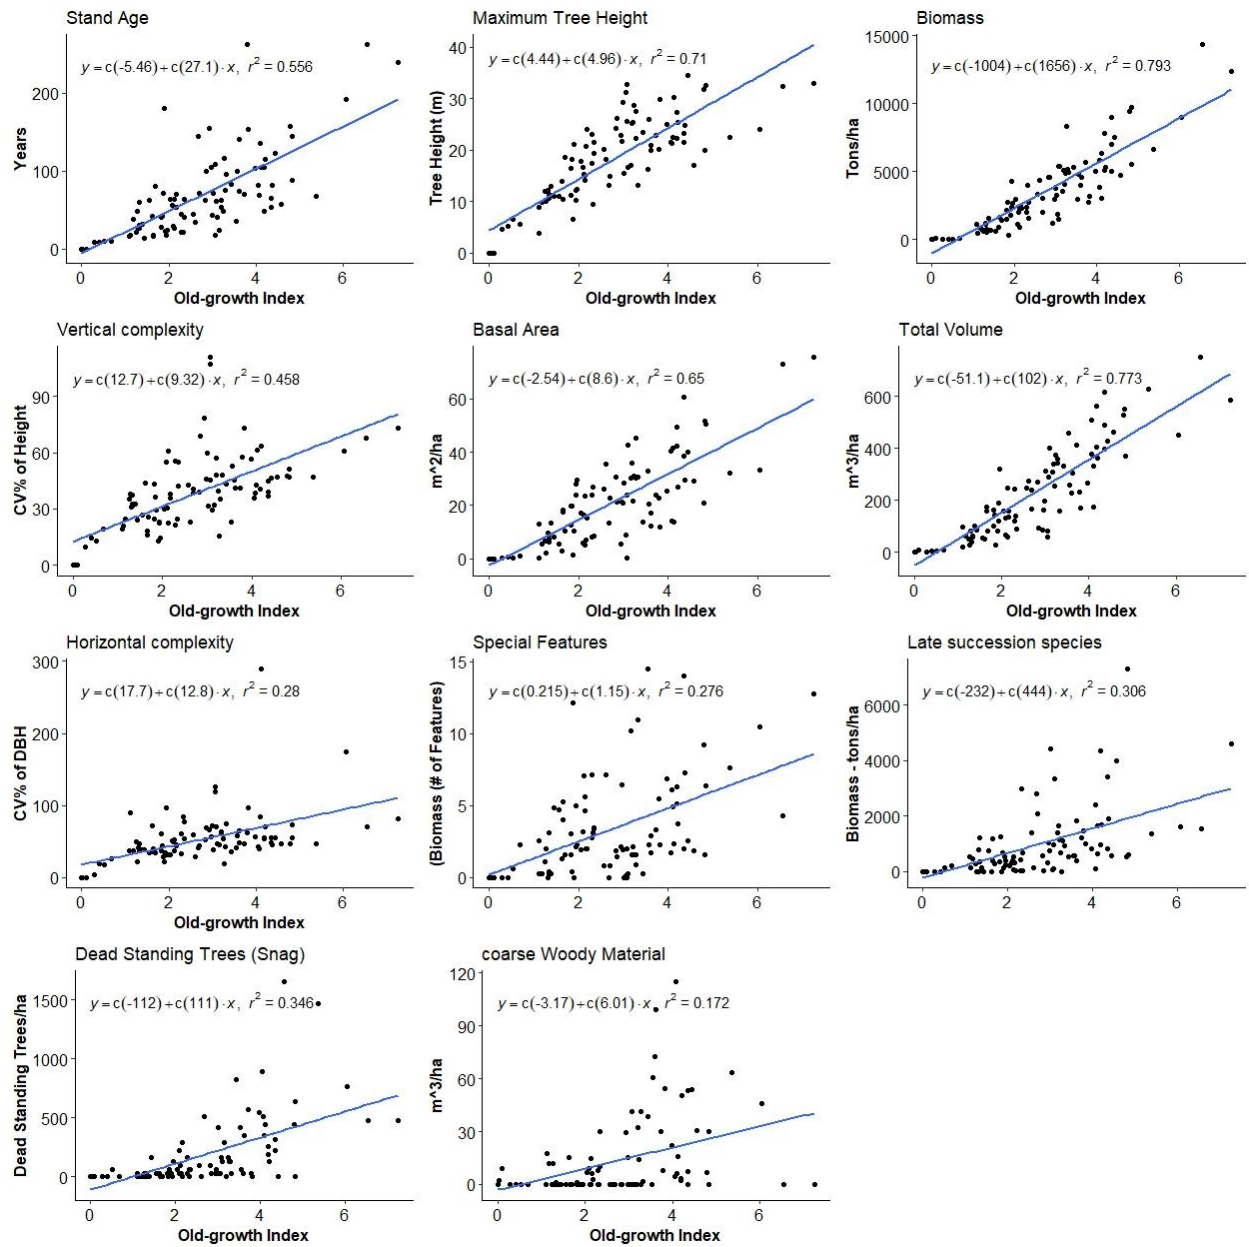 Stand Age
y = c(-5.46) + c(27.1) · x, r² = 0.556
200
100
0
Years
0 2 4 6
Old-growth Index
Maximum Tree Height
y = c(4.44) + c(4.96) · x, r² = 0.71
40
30
20
10
0
Tree Height (m)
0 2 4 6
Old-growth Index
Biomass
y = c(-1004) + c(1656) · x, r² = 0.793
15000
10000
5000
0
Tons/ha
0 2 4 6
Old-growth Index
Vertical complexity
y = c(12.7) + c(9.32) · x, r² = 0.458
90
60
30
0
CV% of Height
0 2 4 6
Old-growth Index
Basal Area
y = c(-2.54) + c(8.6) · x, r² = 0.65
60
40
20
0
m^2/ha
0 2 4 6
Old-growth Index
Total Volume
y = c(-51.1) + c(102) · x, r² = 0.773
600
400
200
0
m^3/ha
0 2 4 6
Old-growth Index
Horizontal complexity
y = c(17.7) + c(12.8) · x, r² = 0.28
300
200
100
0
CV% of DBH
0 2 4 6
Old-growth Index
Special Features
y = c(0.215) + c(1.15) · x, r² = 0.276
15
10
5
0
(Biomass (# of Features)
0 2 4 6
Old-growth Index
Late succession species
y = c(-232) + c(444) · x, r² = 0.306
6000
4000
2000
0
Biomass - tons/ha
0 2 4 6
Old-growth Index
Dead Standing Trees (Snag)
y = c(-112) + c(111) · x, r² = 0.346
1500
1000
500
0
Dead Standing Trees/ha
0 2 4 6
Old-growth Index
coarse Woody Material
y = c(-3.17) + c(6.01) · x, r² = 0.172
120
90
60
30
0
m^3/ha
0 2 4 6
Old-growth Index